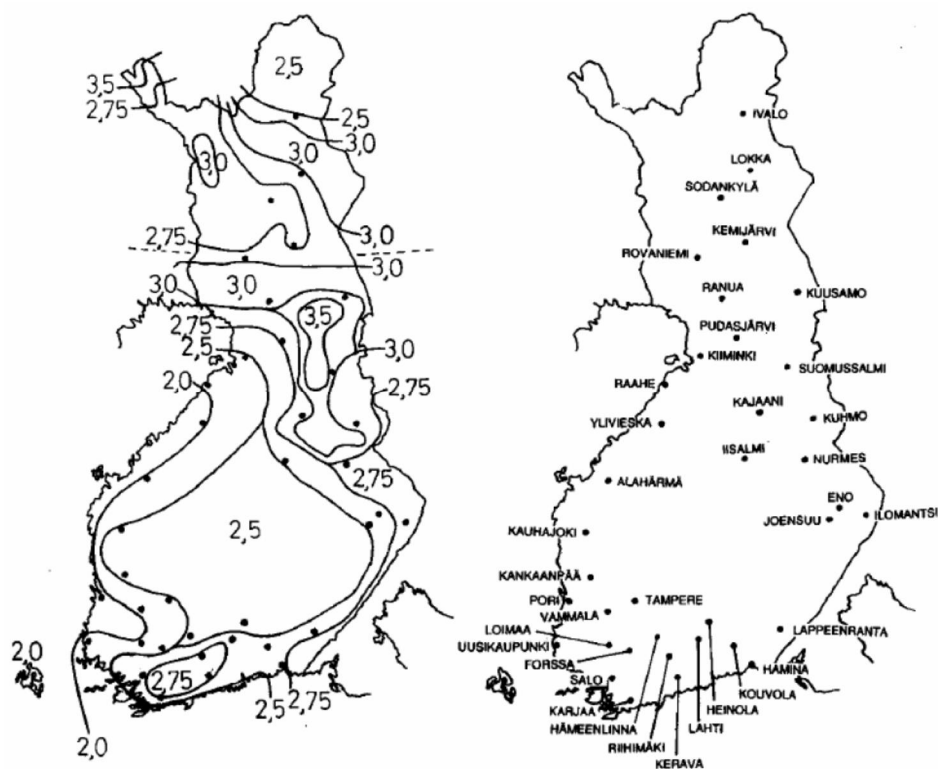 2,5
3,5
2,75
2,5
3,0
3,0
3,0
2,75
3,0
3,0
3,0
3,0
3,5
2,75
2,5
3,0
2,0
2,75
2,75
2,5
2,0
2,75
2,5
2,75
2,0
IVALO
LOKKA
SODANKYLÄ
KEMIJÄRVI
ROVANIEMI
RANUA
KUUSAMO
PUDASJÄRVI
KIIMINKI
SUOMUSSALMI
RAAHE
KAJAANI
KUHMO
YLIVIESKA
IISALMI
NURMES
ALAHÄRMÄ
ENO
ILOMANTSI
JOENSUU
KAUHAJOKI
KANKAANPÄÄ
PORI
TAMPERE
VAMMALA
LAPPEENRANTA
LOIMAA
UUSIKAUPUNKI
FORSSA
HAMINA
SALO
KOUVOLA
KARJAA
HEINOLA
HÄMEENLINNA
LAHTI
RIIHIMÄKI
KERAVA